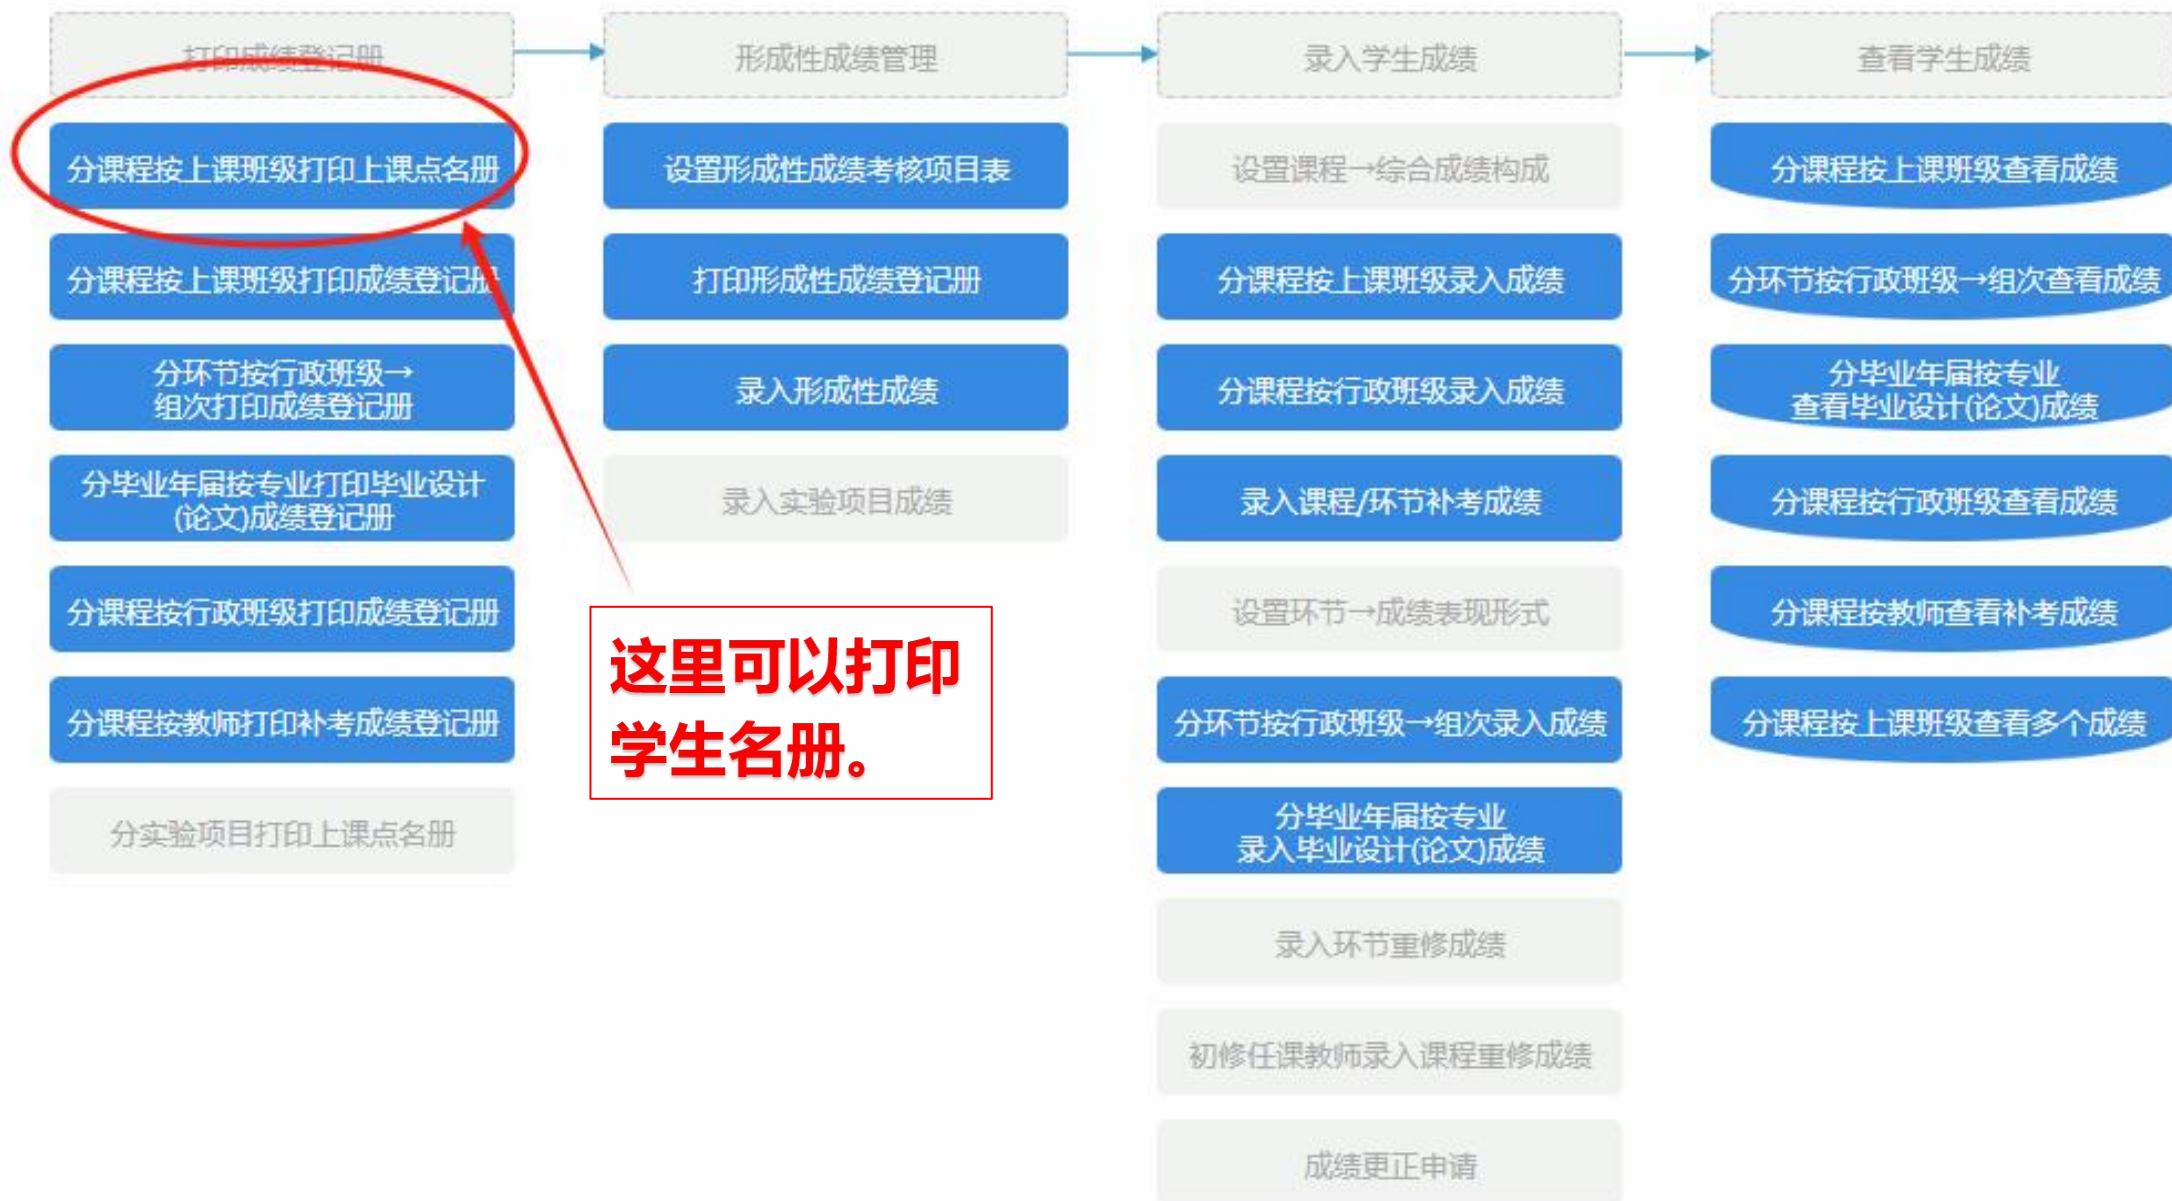 打印成绩登记册
分课程按上课班级打印上课点名册
分课程按上课班级打印成绩登记册
分环节按行政班级→
组次打印成绩登记册
分毕业年届按专业打印毕业设计
(论文)成绩登记册
分课程按行政班级打印成绩登记册
分课程按教师打印补考成绩登记册
分实验项目打印上课点名册
形成性成绩管理
设置形成性成绩考核项目表
打印形成性成绩登记册
录入形成性成绩
录入实验项目成绩
这里可以打印
学生名册。
录入学生成绩
设置课程→综合成绩构成
分课程按上课班级录入成绩
分课程按行政班级录入成绩
录入课程/环节补考成绩
设置环节→成绩表现形式
分环节按行政班级→组次录入成绩
分毕业年届按专业
录入毕业设计(论文)成绩
录入环节重修成绩
初修任课教师录入课程重修成绩
成绩更正申请
查看学生成绩
分课程按上课班级查看成绩
分环节按行政班级→组次查看成绩
分毕业年届按专业
查看毕业设计(论文)成绩
分课程按行政班级查看成绩
分课程按教师查看补考成绩
分课程按上课班级查看多个成绩